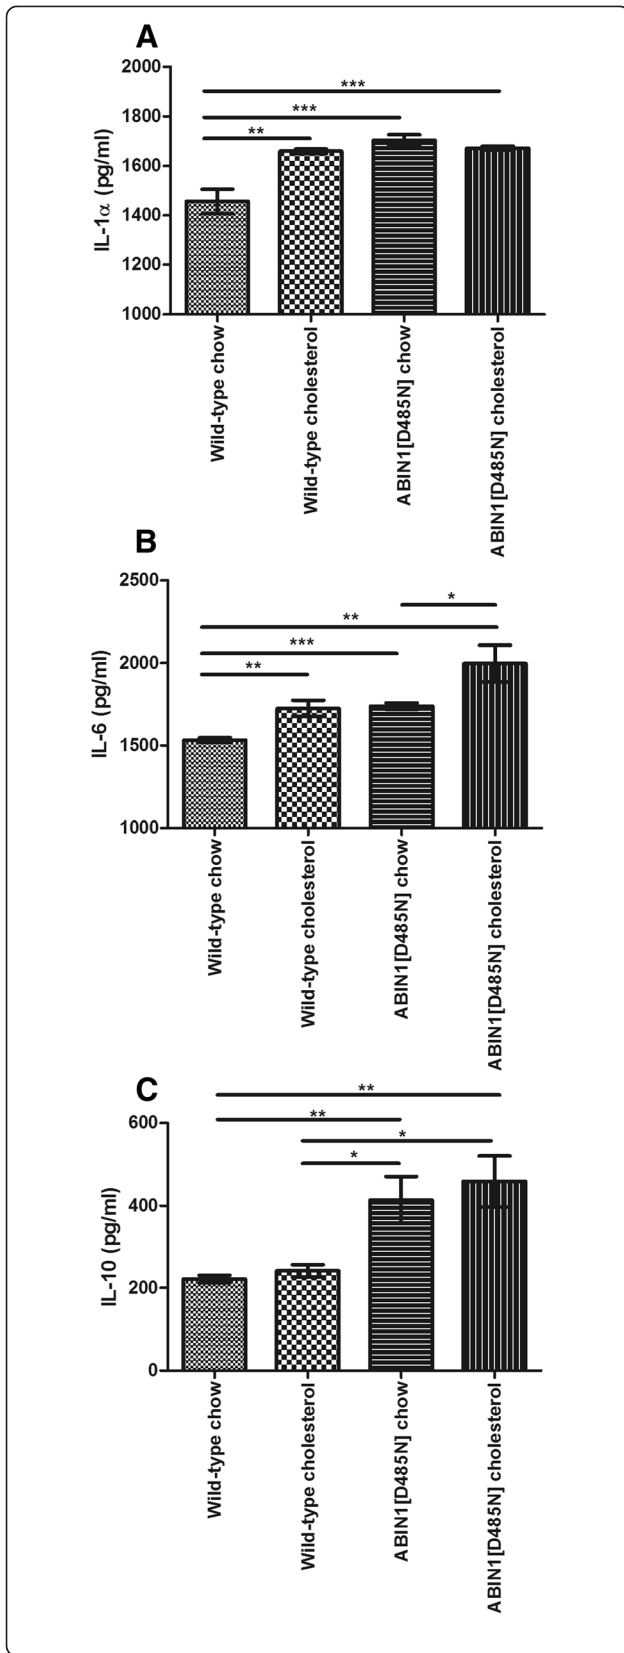 A
2000
1800
1600
1400
1200
1000
IL-1α (pg/ml)
***
***
**
Wild-type chow
Wild-type cholesterol
ABIN1[D485N] chow
ABIN1[D485N] cholesterol
B
2500
2000
1500
1000
IL-6 (pg/ml)
*
**
***
**
Wild-type chow
Wild-type cholesterol
ABIN1[D485N] chow
ABIN1[D485N] cholesterol
C
600
400
200
0
IL-10 (pg/ml)
**
**
*
*
Wild-type chow
Wild-type cholesterol
ABIN1[D485N] chow
ABIN1[D485N] cholesterol